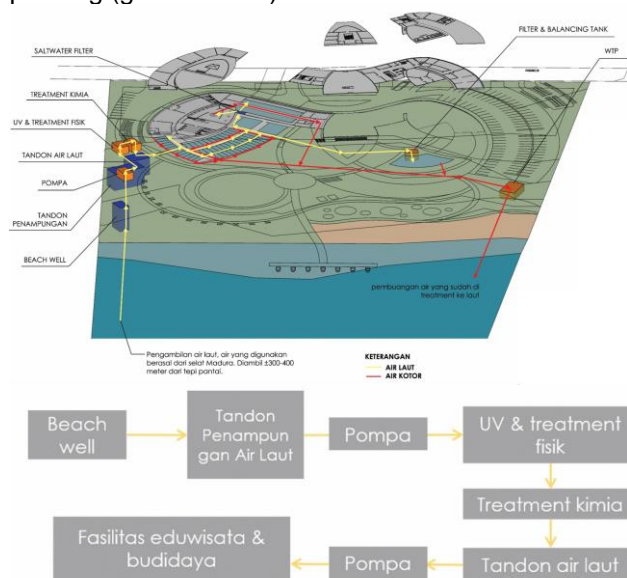 SALTWATER FILTER
FILTER & BALANCING TANK
WTP
TREATMENT KIMIA
UV & TREATMENT FISIK
TANDON AIR LAUT
POMPA
TANDON
PENAMPUNGAN
BEACH WELL
pembuangan air yang sudah di
treatment ke laut
Pengambilan air laut, air yang digunakan
berasal dari selat Madura. Diambil ±300-400
meter dari tepi pantai.
KETERANGAN
AIR LAUT
AIR KOTOR
Beach
well
Tandon
Penampun
gan Air Laut
Pompa
UV & treatment
fisik
Treatment kimia
Tandon air laut
Pompa
Fasilitas eduwisata &
budidaya